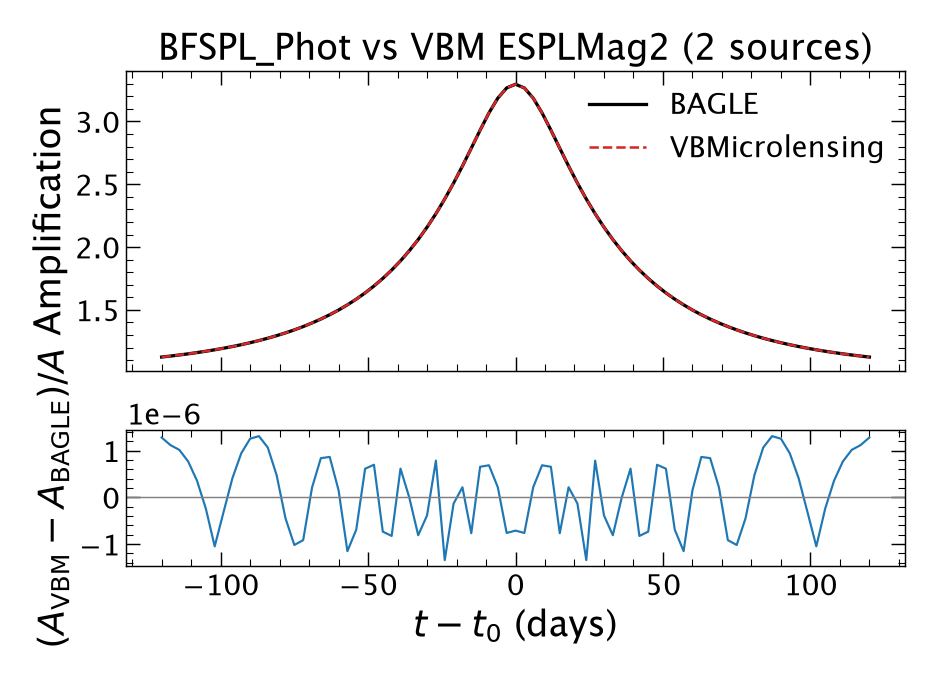 BFSPL_Phot vs VBM ESPLMag2 (2 sources)
Amplification
3.0
2.5
2.0
1.5
BAGLE
VBMicrolensing
(A_VBM − A_BAGLE)/A
1e−6
1
0
−1
−100 −50 0 50 100
t − t₀ (days)